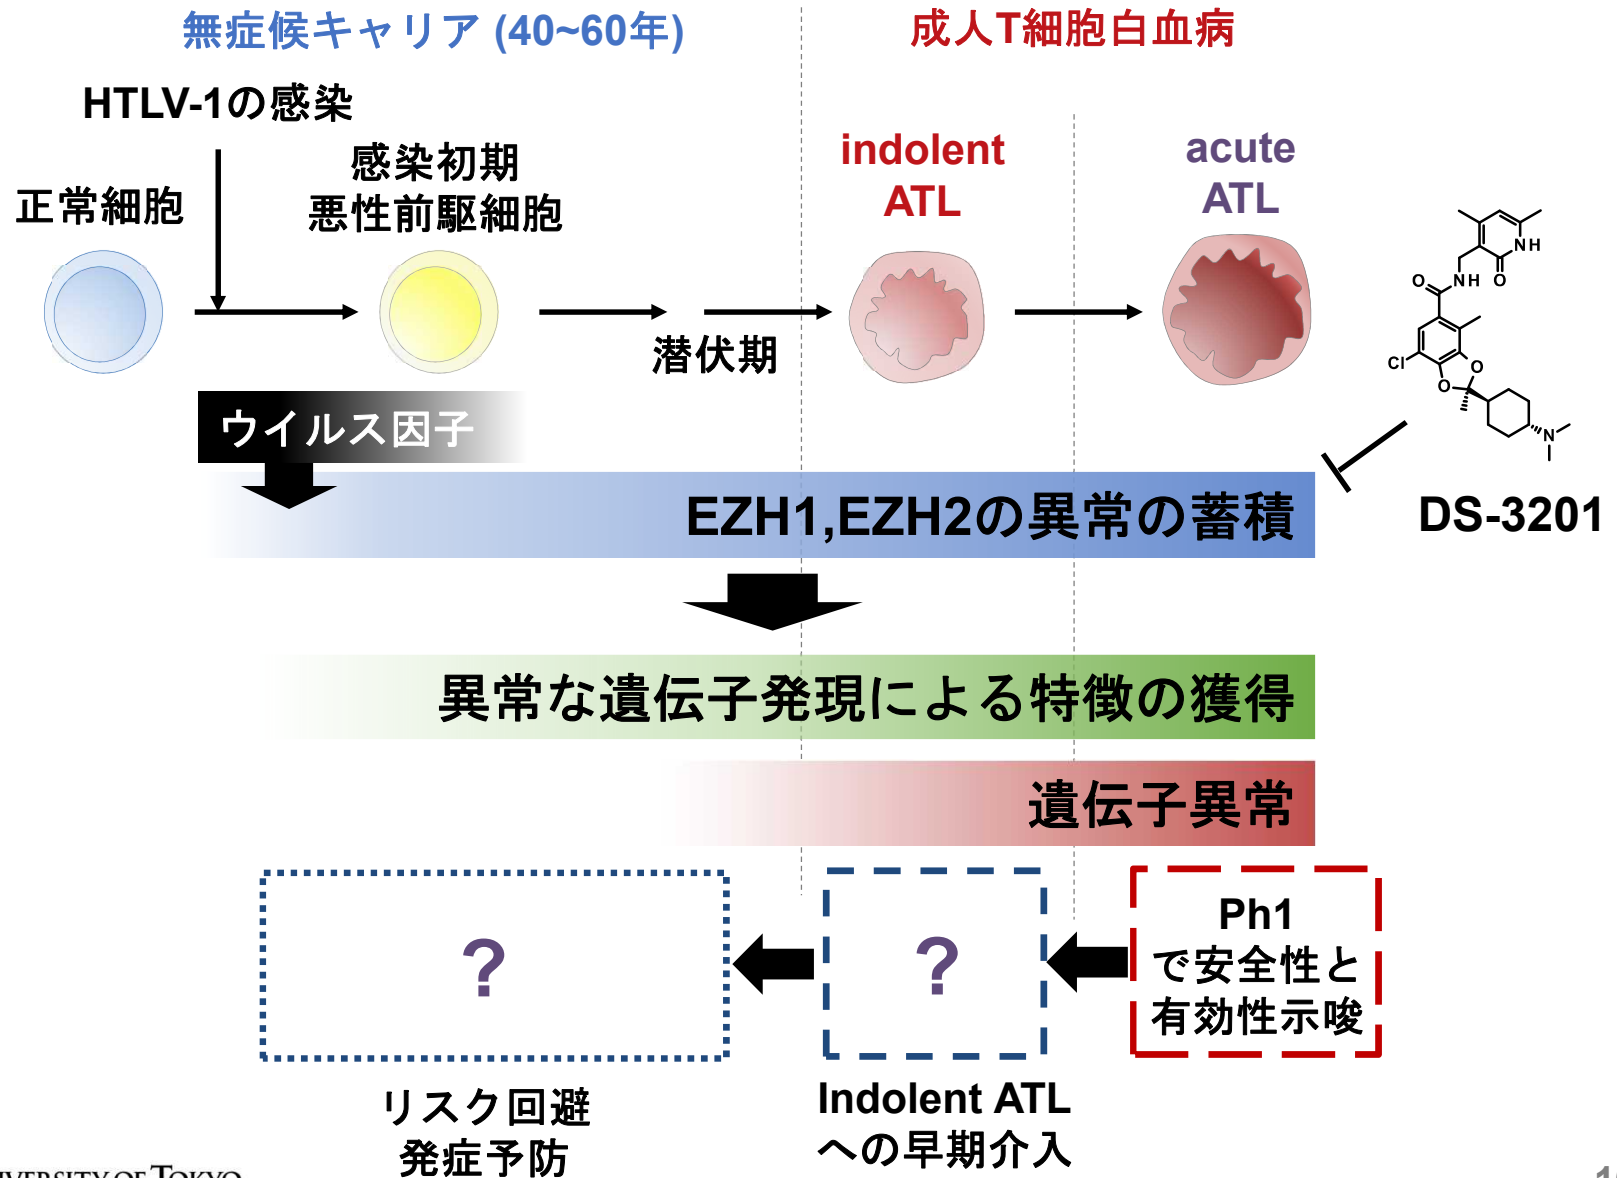 無症候キャリア (40~60年)
成人T細胞白血病
HTLV-1の感染
正常細胞
感染初期
悪性前駆細胞
潜伏期
indolent
ATL
acute
ATL
NH
O
NH
O
Cl
O
O
N
DS-3201
ウイルス因子
EZH1,EZH2の異常の蓄積
異常な遺伝子発現による特徴の獲得
遺伝子異常
?
?
Ph1
で安全性と
有効性示唆
リスク回避
発症予防
Indolent ATL
への早期介入
IVERSITY OF TOKYO